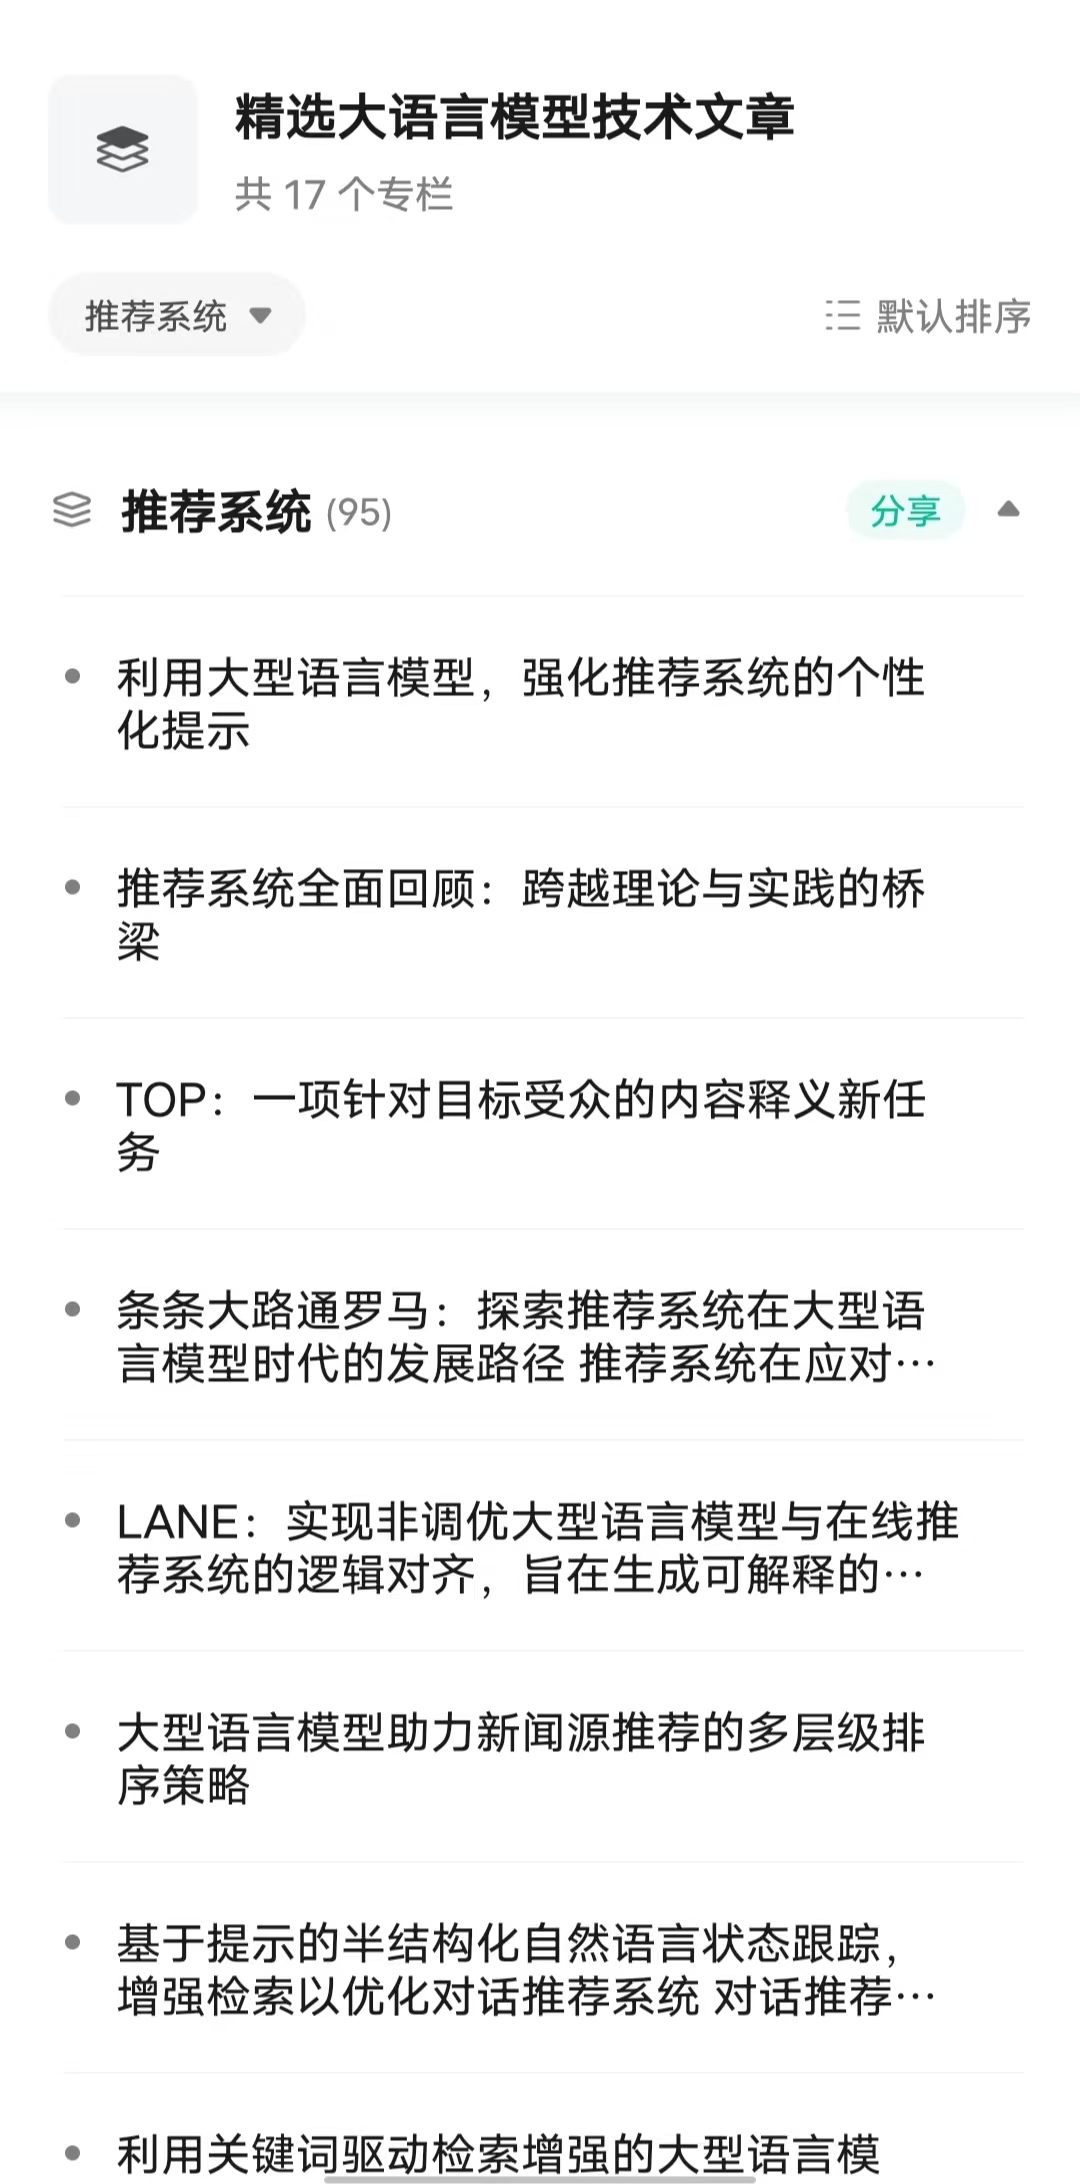 精选大语言模型技术文章
共 17 个专栏
推荐系统
默认排序
推荐系统 (95)
分享
利用大型语言模型，强化推荐系统的个性
化提示
推荐系统全面回顾：跨越理论与实践的桥
梁
TOP：一项针对目标受众的内容释义新任
务
条条大路通罗马：探索推荐系统在大型语
言模型时代的发展路径 推荐系统在应对…
LANE：实现非调优大型语言模型与在线推
荐系统的逻辑对齐，旨在生成可解释的…
大型语言模型助力新闻源推荐的多层级排
序策略
基于提示的半结构化自然语言状态跟踪，
增强检索以优化对话推荐系统 对话推荐…
利用关键词驱动检索增强的大型语言模